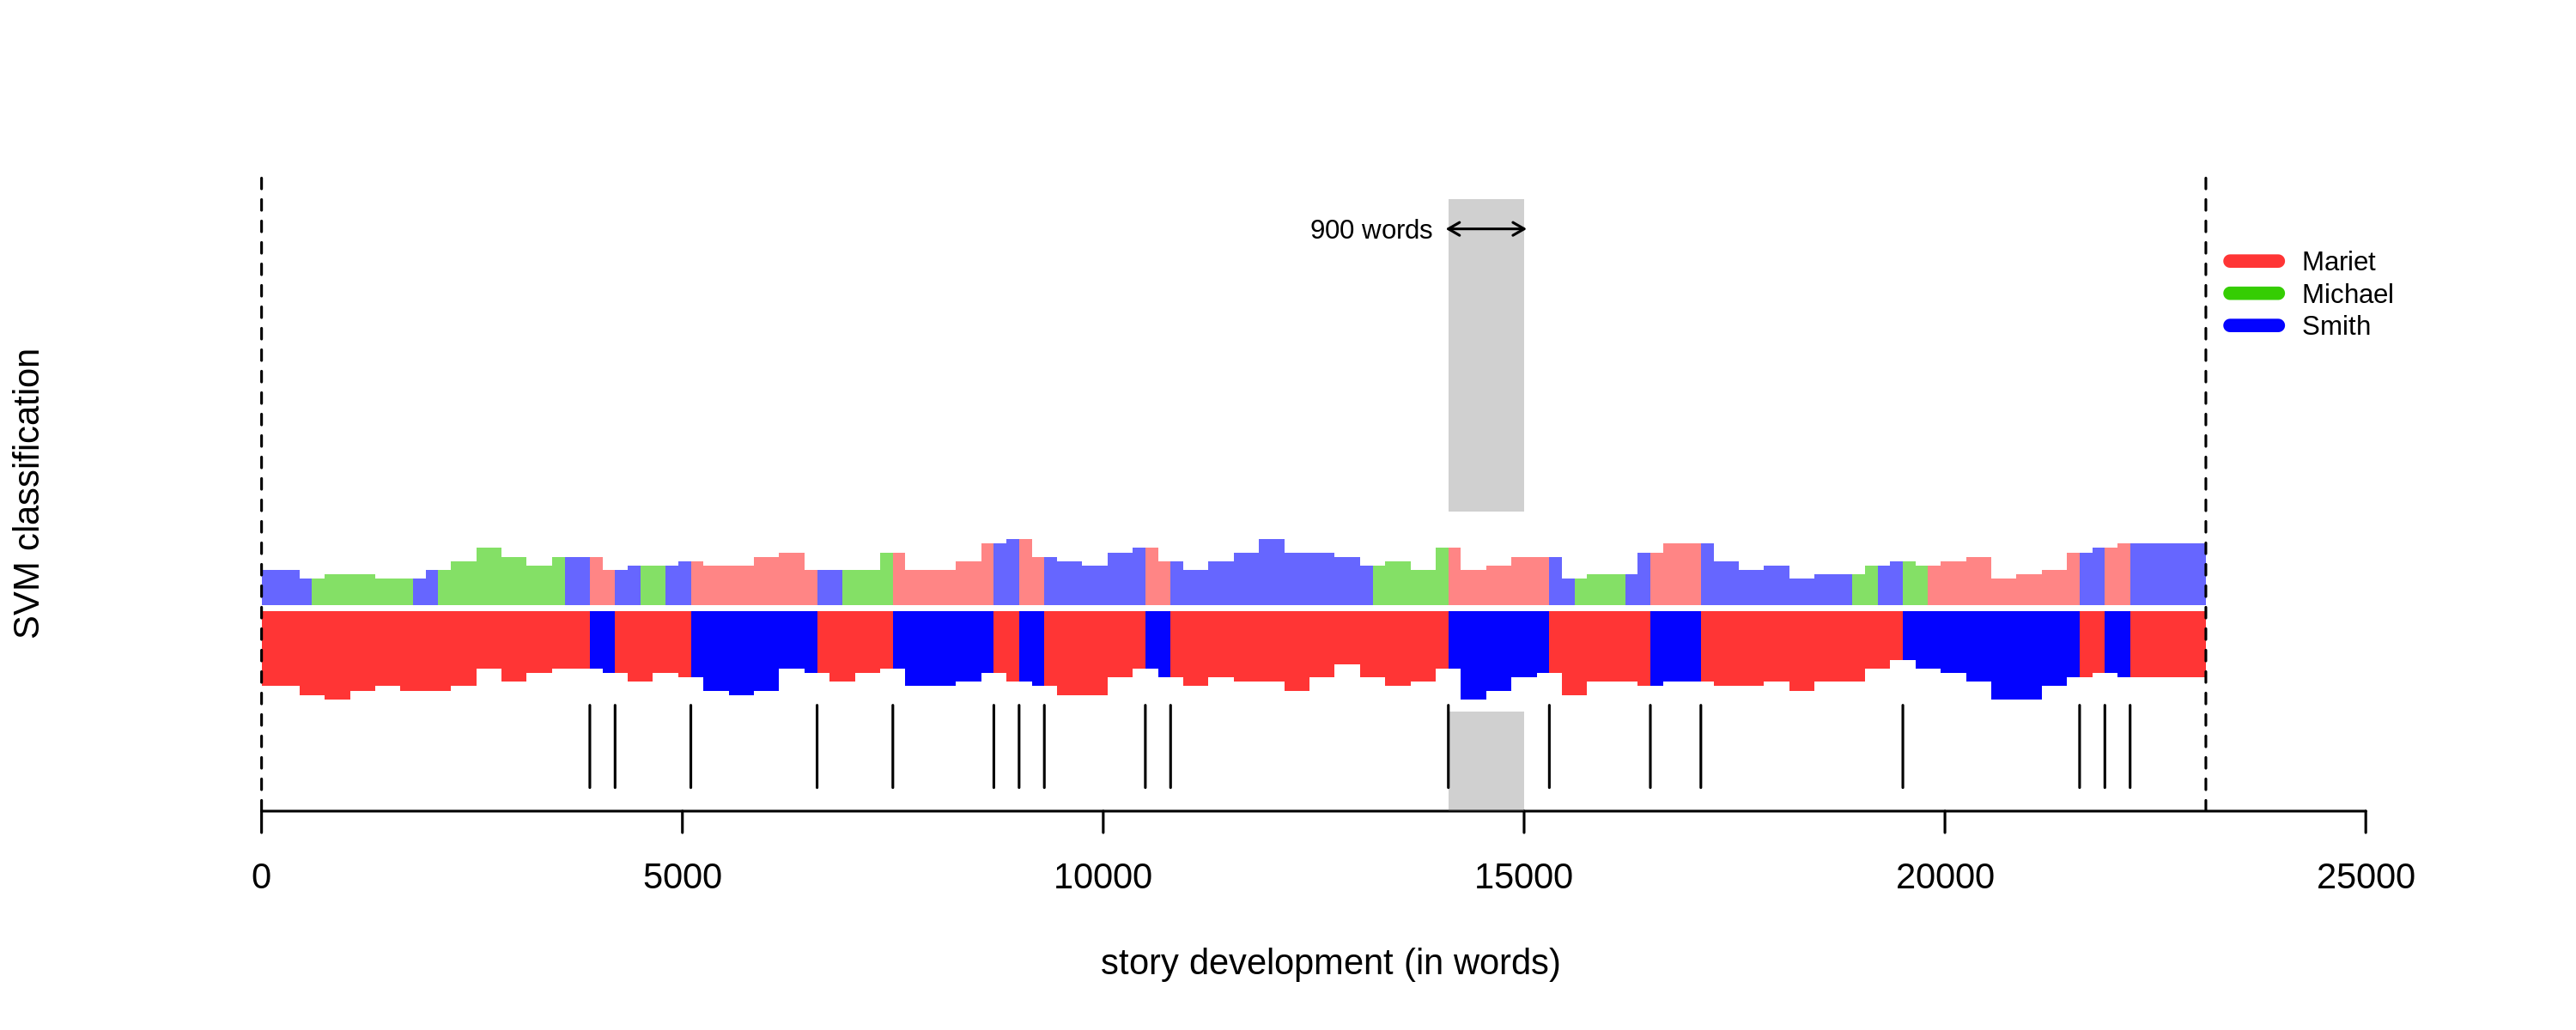 900 words
Mariet
Michael
Smith
SVM classification
0 5000 10000 15000 20000 25000
story development (in words)